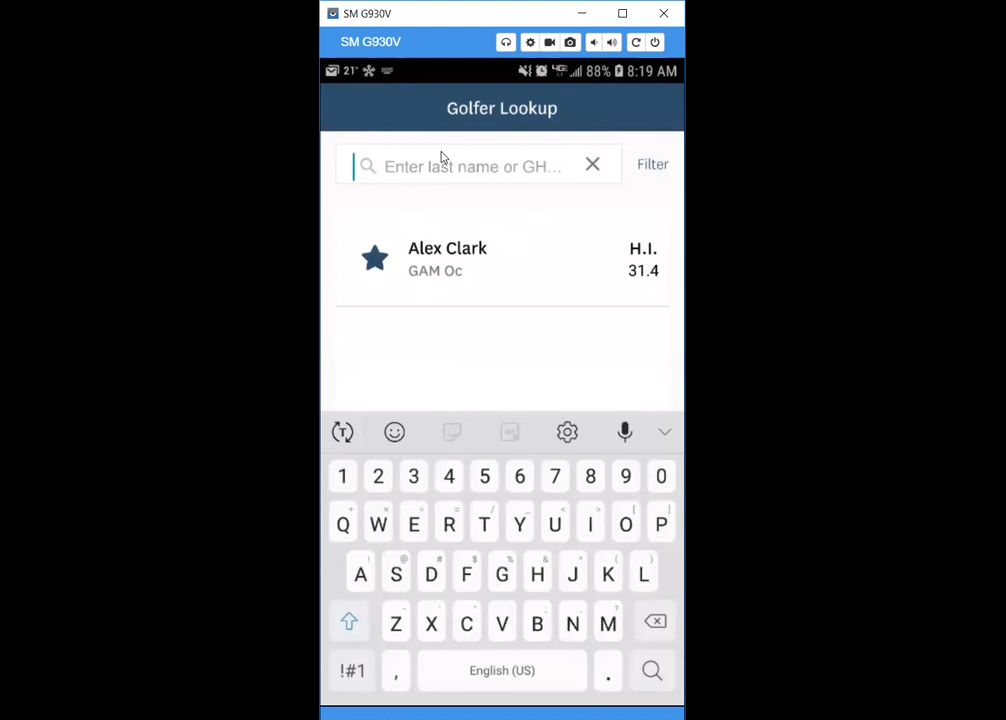 SM G930V
SM G930V
21° 88% 8:19 AM
Golfer Lookup
Enter last name or GH... Filter
Alex Clark H.I.
GAM Oc 31.4
1 2 3 4 5 6 7 8 9 0
Q W E R T Y U I O P
A S D F G H J K L
Z X C V B N M
!#1 , English (US) .